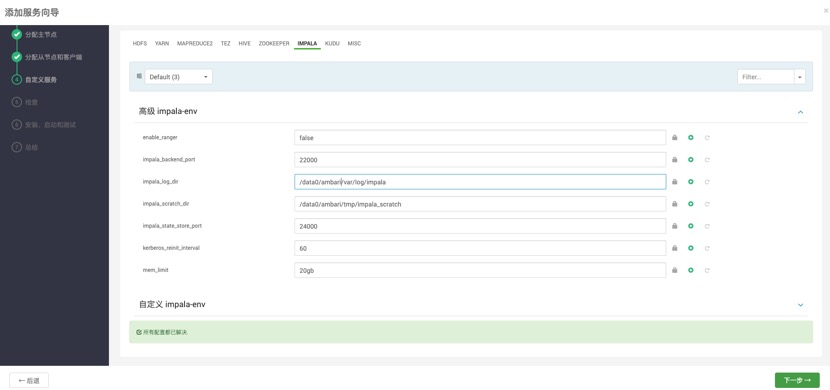 添加服务向导
×
分配主节点
分配从节点和客户端
4 自定义服务
5 检查
6 安装、启动和测试
7 总结
HDFS YARN MAPREDUCE2 TEZ HIVE ZOOKEEPER IMPALA KUDU MISC
组 Default (3) Filter...
高级 impala-env
enable_ranger false
impala_backend_port 22000
impala_log_dir /data0/ambari/var/log/impala
impala_scratch_dir /data0/ambari/tmp/impala_scratch
impala_state_store_port 24000
kerberos_reinit_interval 60
mem_limit 20gb
自定义 impala-env
所有配置都已解决.
← 后退 下一步 →